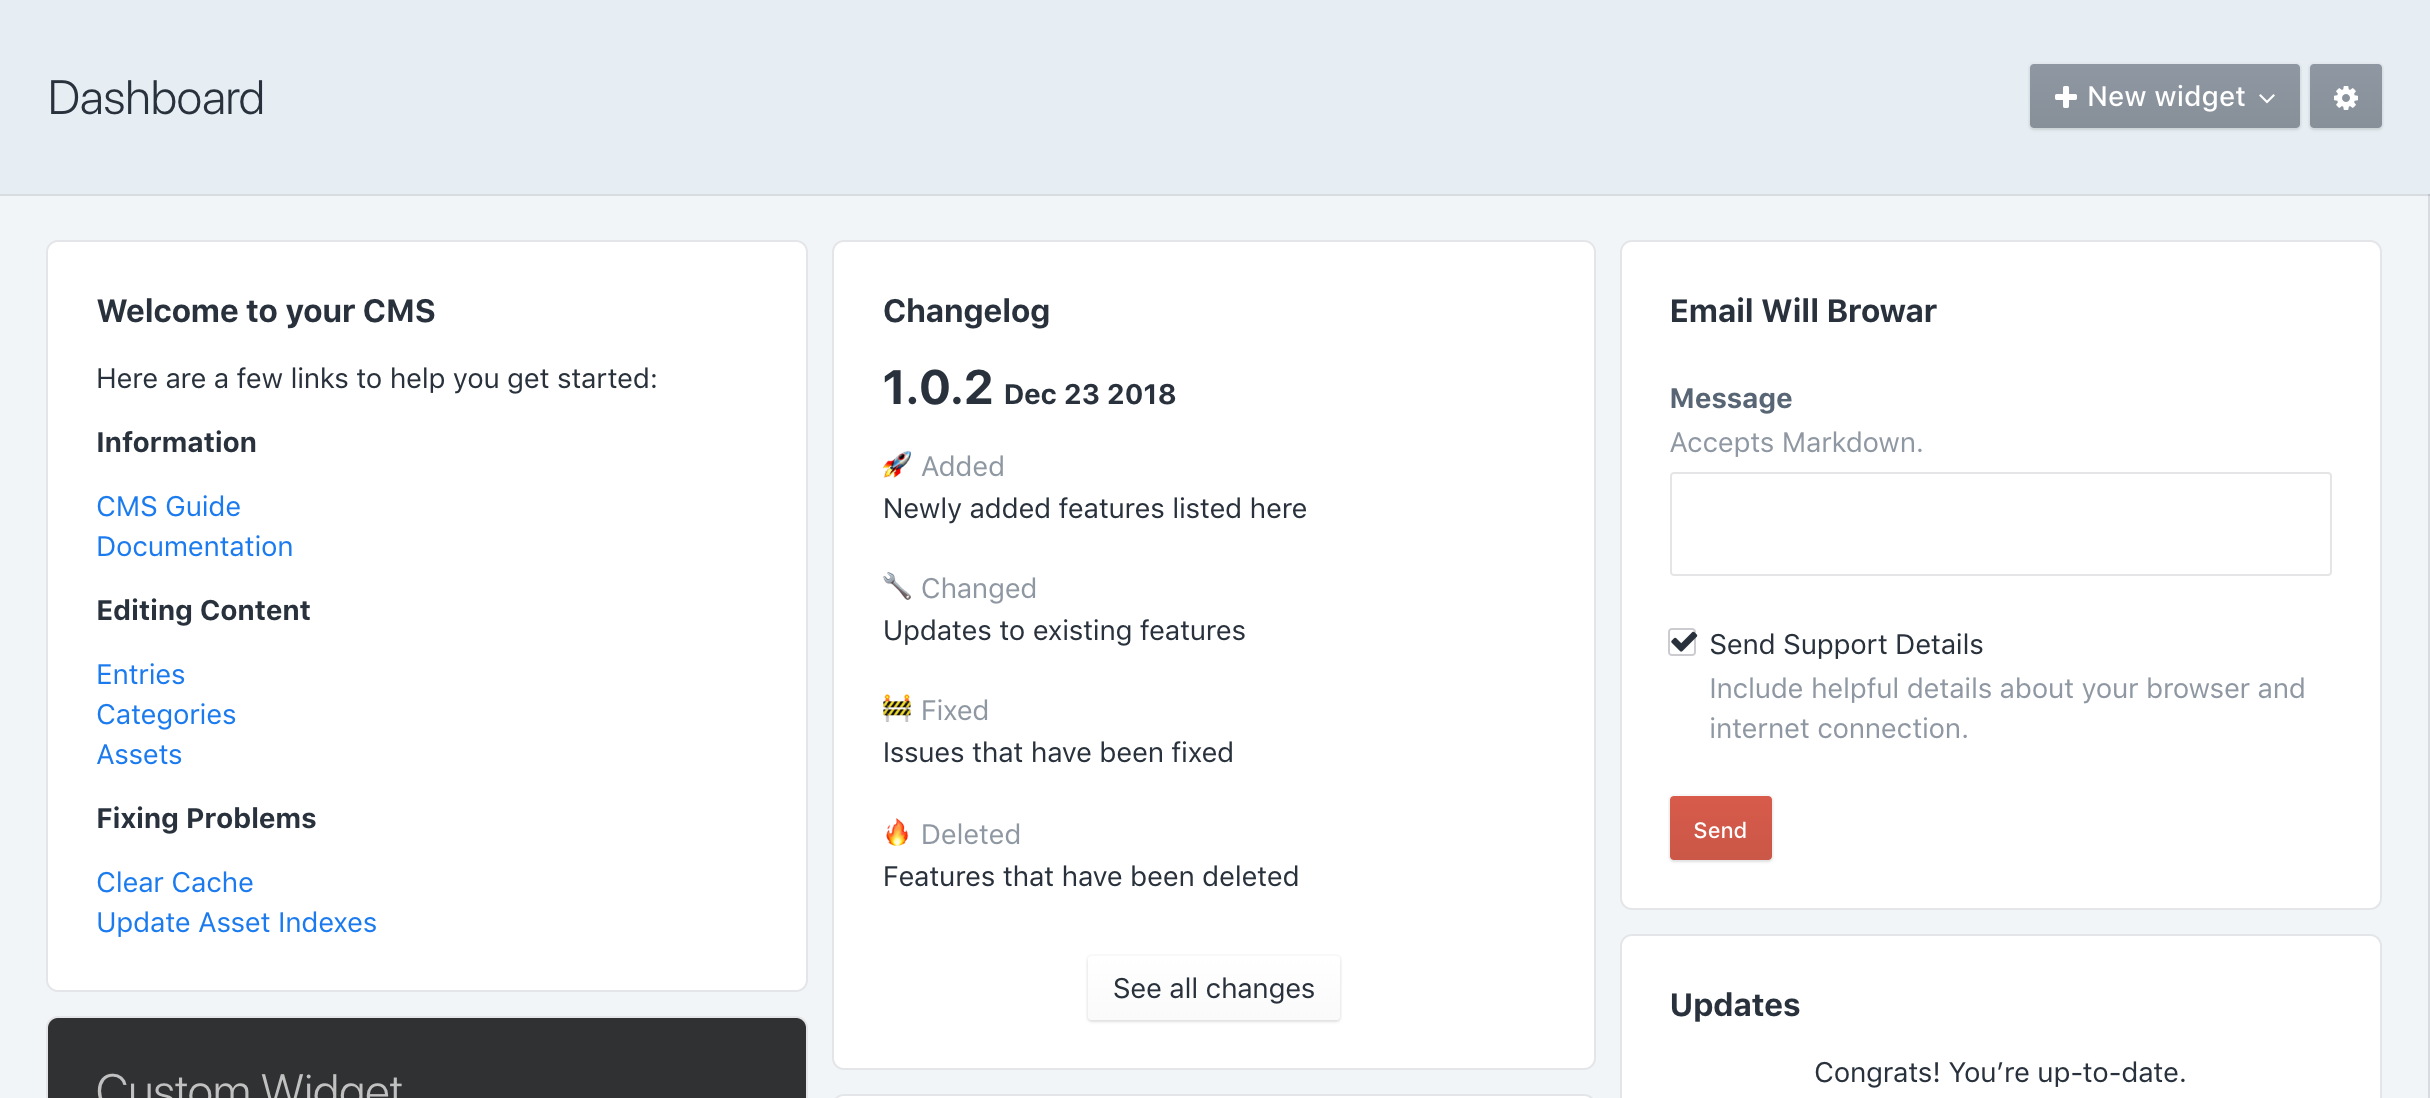 Dashboard
New widget
Welcome to your CMS
Here are a few links to help you get started:
Information
CMS Guide
Documentation
Editing Content
Entries
Categories
Assets
Fixing Problems
Clear Cache
Update Asset Indexes
Custom Widget
Changelog
1.0.2 Dec 23 2018
🚀 Added
Newly added features listed here
🔧 Changed
Updates to existing features
🚧 Fixed
Issues that have been fixed
🔥 Deleted
Features that have been deleted
See all changes
Email Will Browar
Message
Accepts Markdown.
Send Support Details
Include helpful details about your browser and
internet connection.
Send
Updates
Congrats! You’re up-to-date.